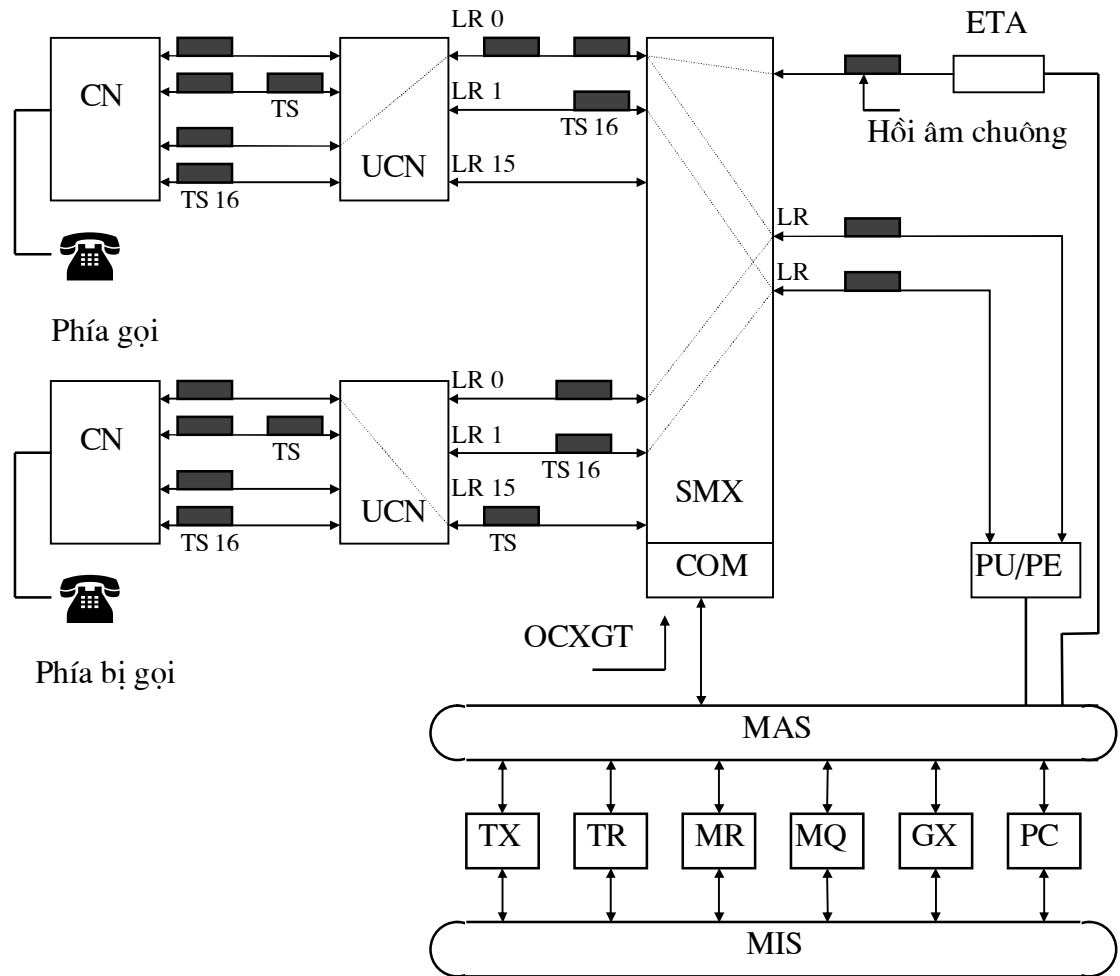 LR 0
ETA
CN
LR 1
TS
TS 16
Hồi âm chuông
UCN
LR 15
TS 16
LR
LR
Phía gọi
LR 0
CN
LR 1
TS
TS 16
LR 15
SMX
UCN
TS 16
TS
COM
PU/PE
OCXGT
Phía bị gọi
MAS
TX
TR
MR
MQ
GX
PC
MIS